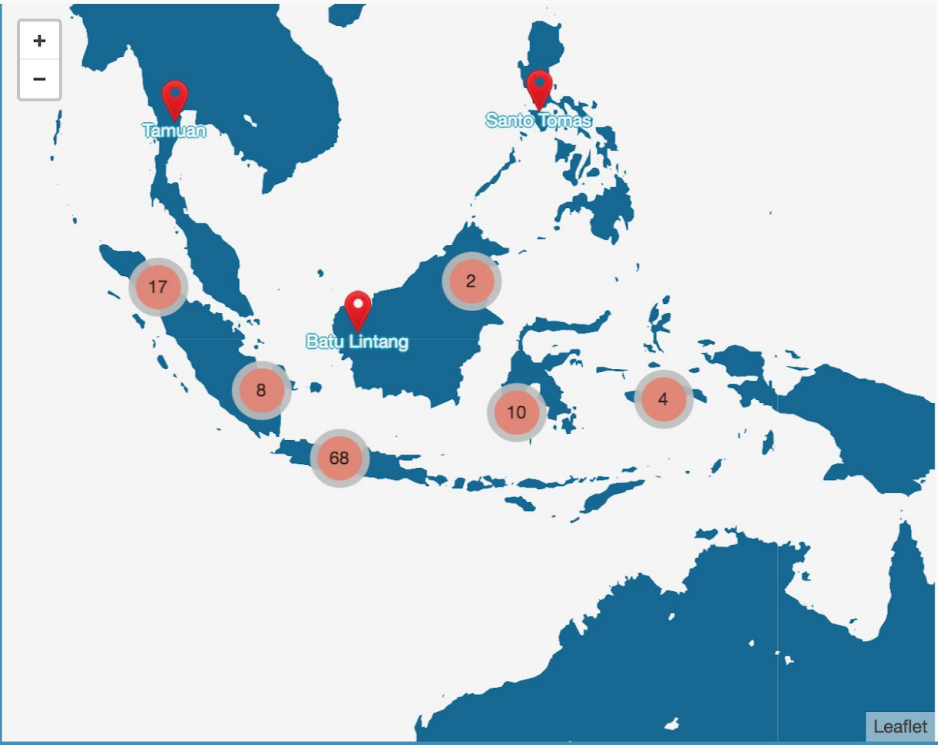 +
−
Tamuan
Santo Tomas
17
2
Batu Lintang
8
10
4
68
Leaflet